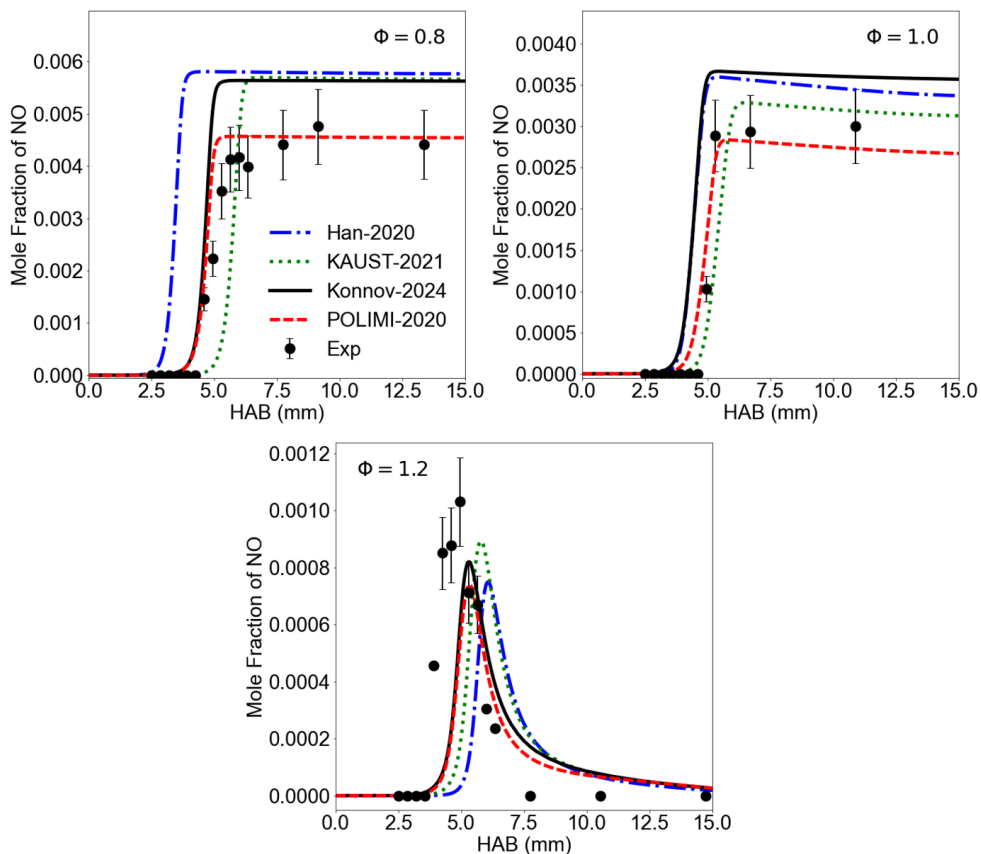 Φ = 0.8
Mole Fraction of NO
0.006
0.005
0.004
0.003
0.002
0.001
0.000
Han-2020
KAUST-2021
Konnov-2024
POLIMI-2020
Exp
0.0 2.5 5.0 7.5 10.0 12.5 15.0
HAB (mm)
Φ = 1.0
Mole Fraction of NO
0.0040
0.0035
0.0030
0.0025
0.0020
0.0015
0.0010
0.0005
0.0000
0.0 2.5 5.0 7.5 10.0 12.5 15.0
HAB (mm)
Φ = 1.2
Mole Fraction of NO
0.0012
0.0010
0.0008
0.0006
0.0004
0.0002
0.0000
0.0 2.5 5.0 7.5 10.0 12.5 15.0
HAB (mm)